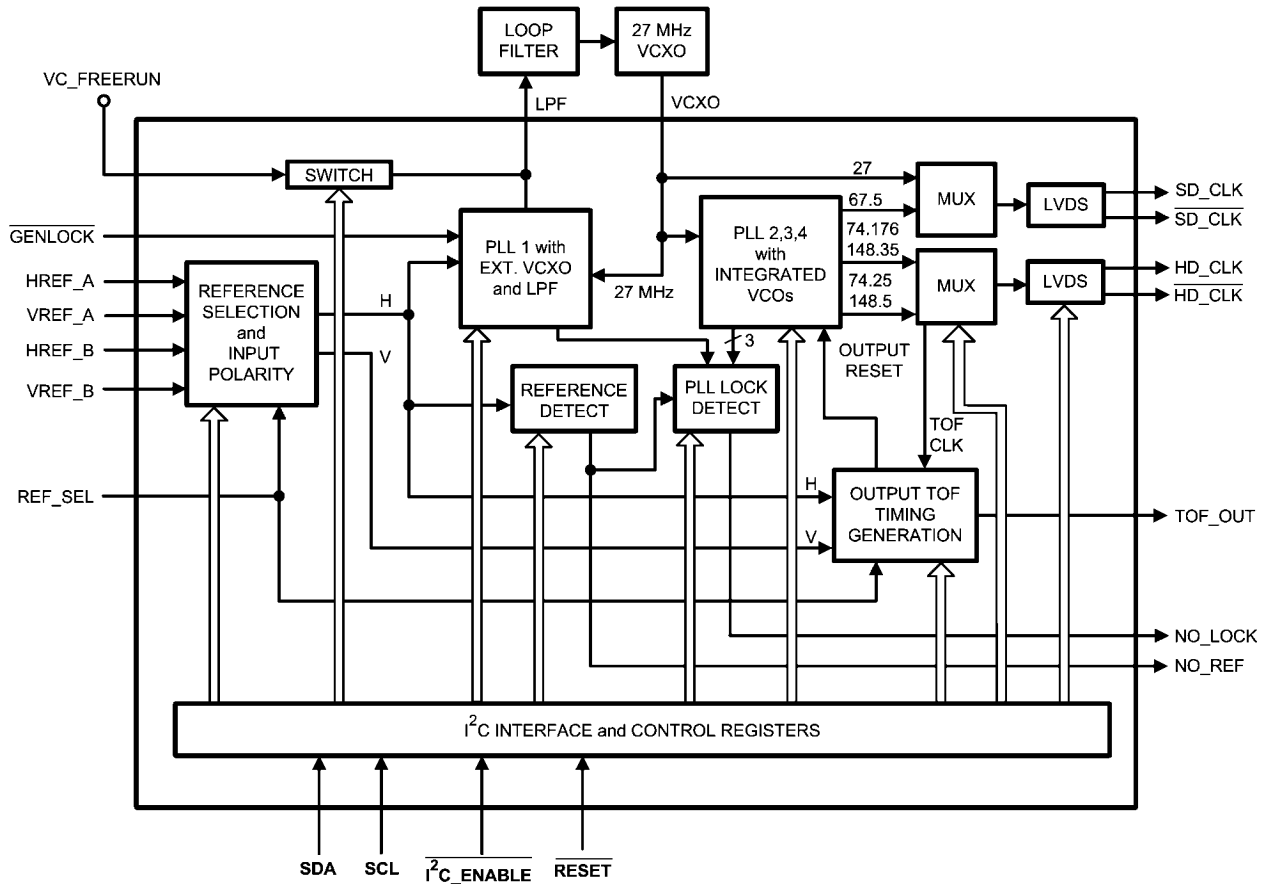 LOOP
FILTER
27 MHz
VCXO
VC_FREERUN
LPF
VCXO
SWITCH
27
MUX
LVDS
SD_CLK
SD_CLK
GENLOCK
PLL 1 with
EXT. VCXO
and LPF
27 MHz
PLL 2,3,4
with
INTEGRATED
VCOs
67.5
74.176
148.35
74.25
148.5
MUX
LVDS
HD_CLK
HD_CLK
HREF_A
VREF_A
HREF_B
VREF_B
REFERENCE
SELECTION
and
INPUT
POLARITY
H
V
3
OUTPUT
RESET
REFERENCE
DETECT
PLL LOCK
DETECT
TOF
CLK
REF_SEL
H
V
OUTPUT TOF
TIMING
GENERATION
TOF_OUT
NO_LOCK
NO_REF
I²C INTERFACE and CONTROL REGISTERS
SDA
SCL
I²C_ENABLE
RESET